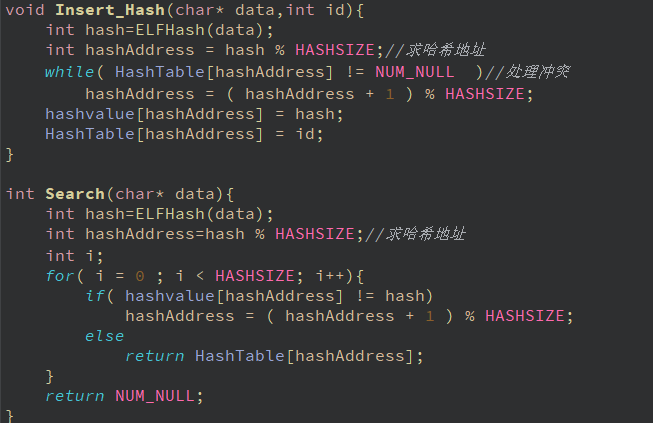 void Insert_Hash(char* data,int id){
    int hash=ELFHash(data);
    int hashAddress = hash % HASHSIZE;//求哈希地址
    while( HashTable[hashAddress] != NUM_NULL  )//处理冲突
        hashAddress = ( hashAddress + 1 ) % HASHSIZE;
    hashvalue[hashAddress] = hash;
    HashTable[hashAddress] = id;
}

int Search(char* data){
    int hash=ELFHash(data);
    int hashAddress=hash % HASHSIZE;//求哈希地址
    int i;
    for( i = 0 ; i < HASHSIZE; i++){
        if( hashvalue[hashAddress] != hash)
            hashAddress = ( hashAddress + 1 ) % HASHSIZE;
        else
            return HashTable[hashAddress];
    }
    return NUM_NULL;
}